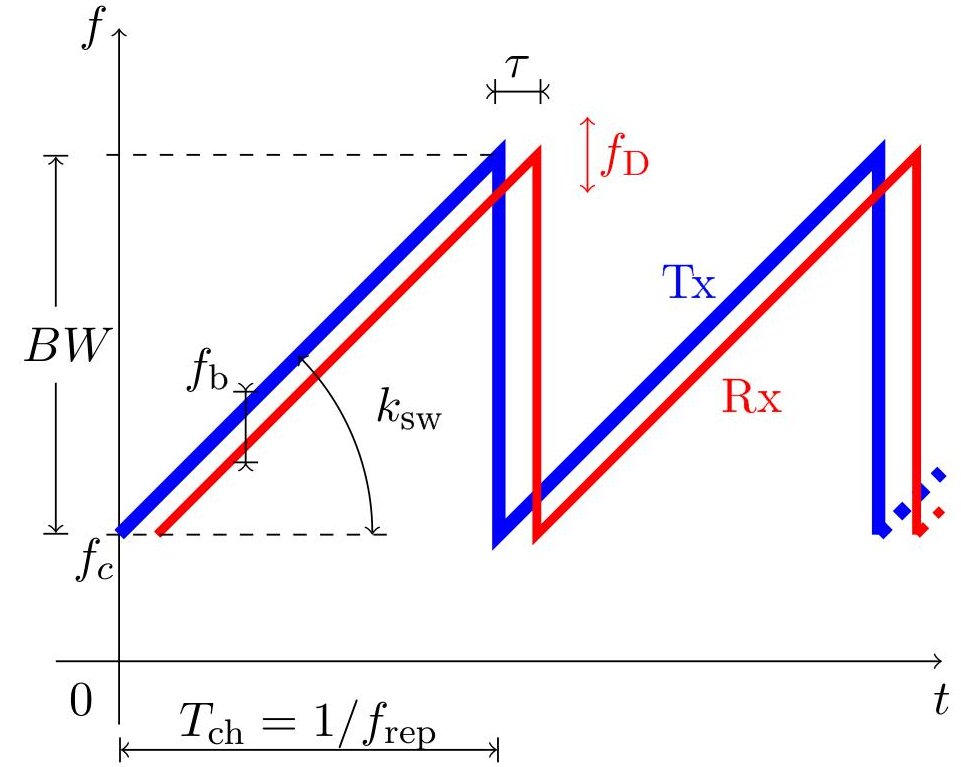 f
τ
f_D
Tx
BW
f_b
k_sw
Rx
f_c
0
t
T_ch = 1/f_rep